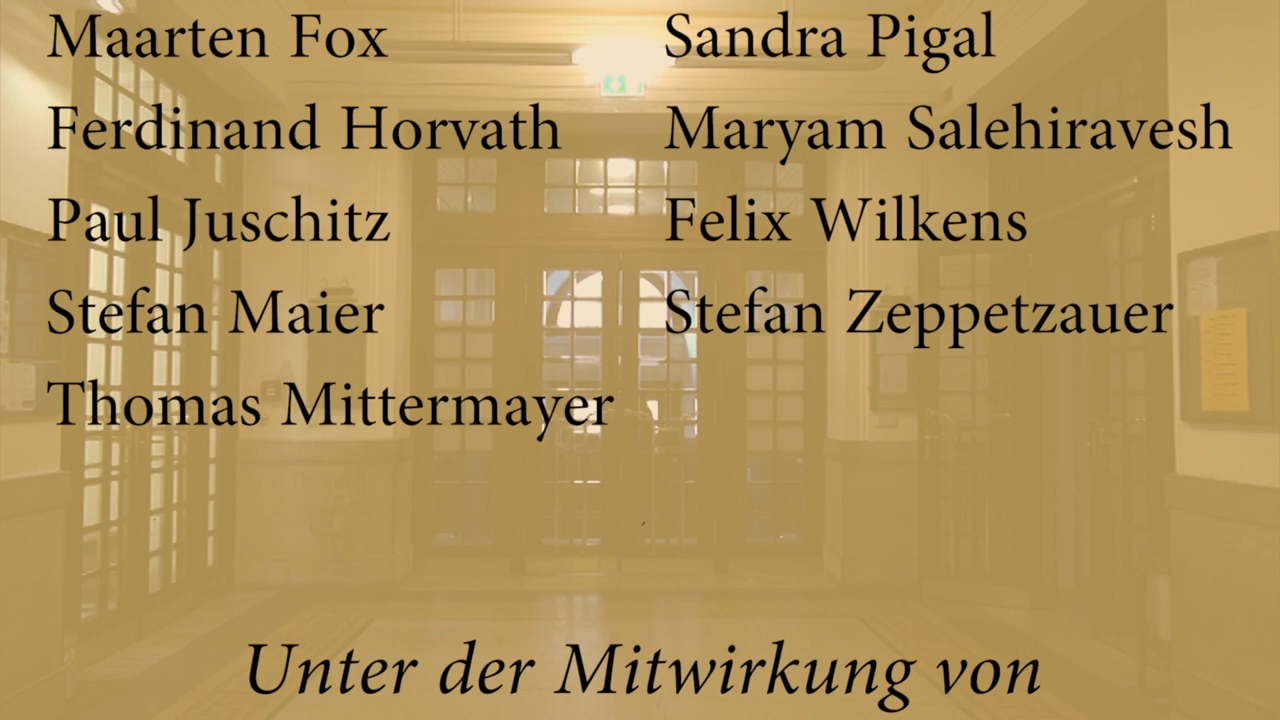 Maarten Fox
Ferdinand Horvath
Paul Juschitz
Stefan Maier
Thomas Mittermayer
Sandra Pigal
Maryam Salehiravesh
Felix Wilkens
Stefan Zeppetzauer
Unter der Mitwirkung von